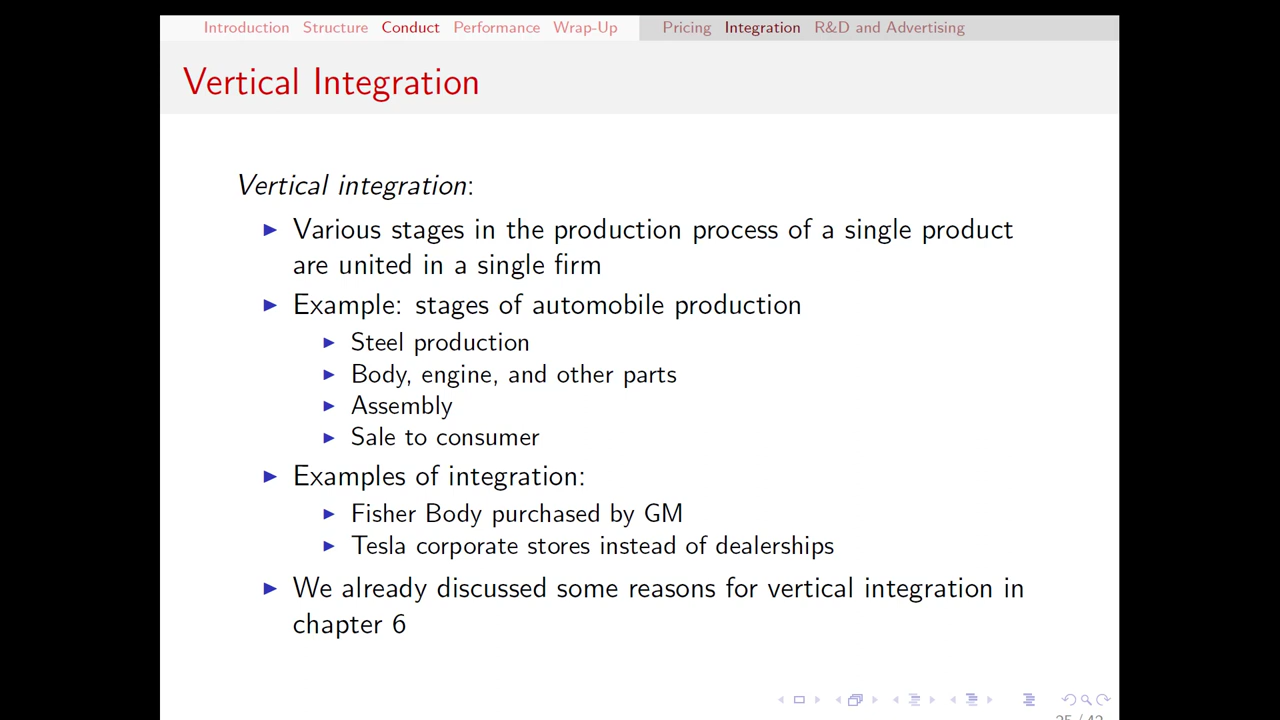 Introduction Structure Conduct Performance Wrap-Up Pricing Integration R&D and Advertising
Vertical Integration
Vertical integration:
Various stages in the production process of a single product
are united in a single firm
Example: stages of automobile production
Steel production
Body, engine, and other parts
Assembly
Sale to consumer
Examples of integration:
Fisher Body purchased by GM
Tesla corporate stores instead of dealerships
We already discussed some reasons for vertical integration in
chapter 6